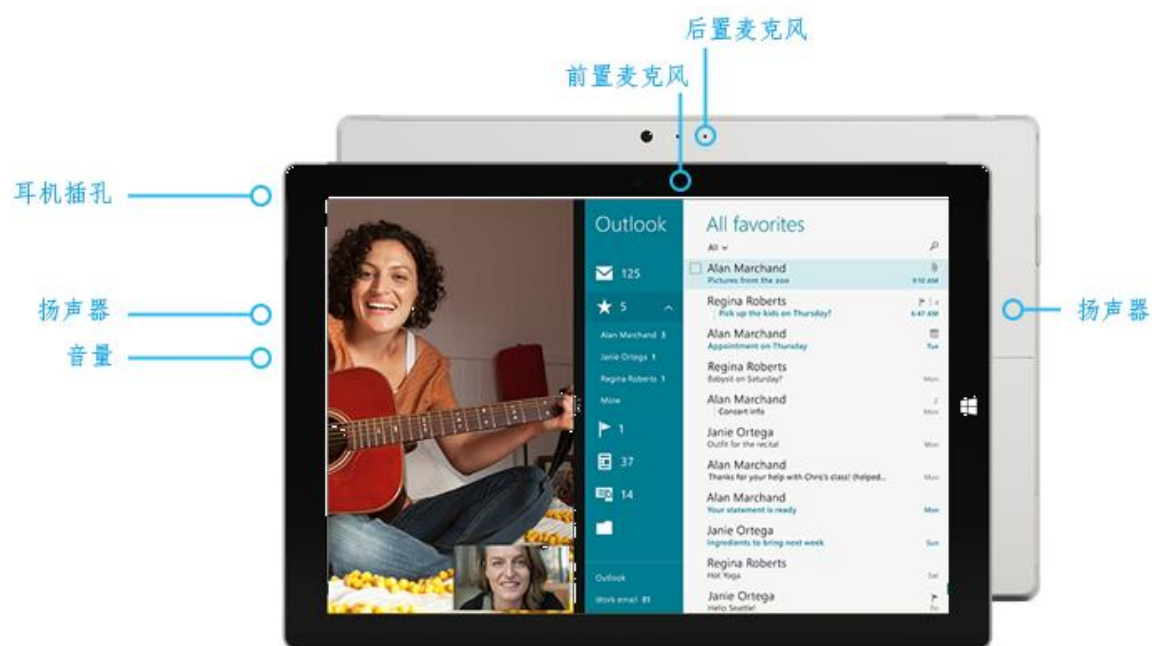 后置麦克风
前置麦克风
耳机插孔
扬声器
音量
扬声器
Outlook
125
5
Alan Marchand 3
Janie Ortega 1
Regina Roberts 1
More
1
37
14
Outlook
Work email 81
All favorites
All
Alan Marchand
Pictures from the zoo 9:10 AM
Regina Roberts
Pick up the kids on Thursday? 6:47 AM
Alan Marchand
Appointment on Thursday Tue
Regina Roberts
Babysit on Saturday? Mon
Alan Marchand 2
Concert info Mon
Janie Ortega
Outfit for the recital Mon
Alan Marchand
Thanks for your help with Chris's class! (helped... Mon
Alan Marchand
Your statement is ready Mon
Janie Ortega
Ingredients to bring next week Sun
Regina Roberts
Hot Yoga Sat
Janie Ortega
Hello Seattle!